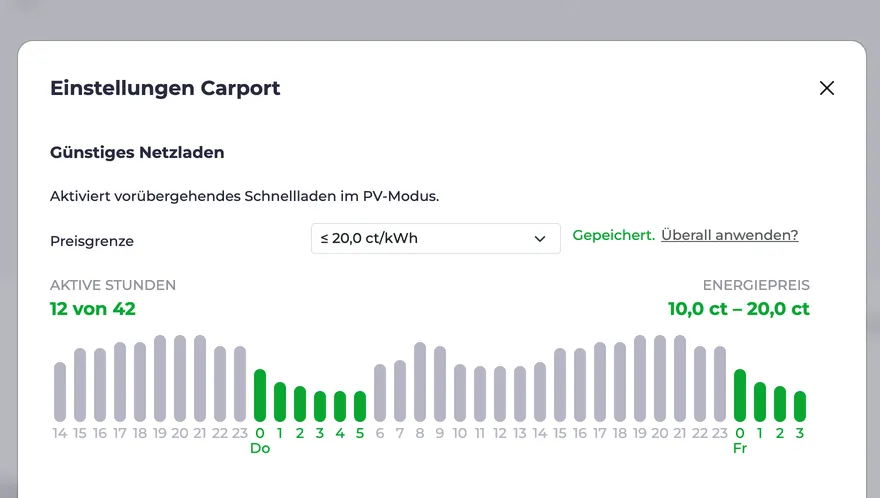 Einstellungen Carport
Günstiges Netzladen
Aktiviert vorübergehendes Schnellladen im PV-Modus.
Preisgrenze ≤ 20,0 ct/kWh Gepeichert. Überall anwenden?
AKTIVE STUNDEN ENERGIEPREIS
12 von 42 10,0 ct – 20,0 ct
14 15 16 17 18 19 20 21 22 23 0 1 2 3 4 5 6 7 8 9 10 11 12 13 14 15 16 17 18 19 20 21 22 23 0 1 2 3
Do Fr